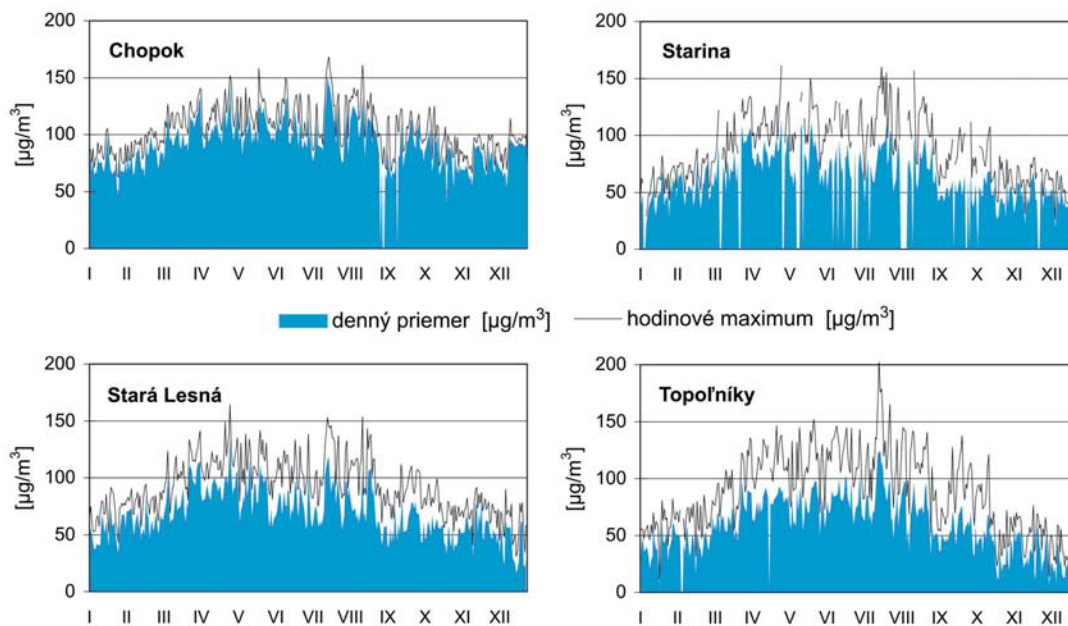 Chopok
[µg/m³]
200
150
100
50
0
I II III IV V VI VII VIII IX X XI XII
Starina
[µg/m³]
200
150
100
50
0
I II III IV V VI VII VIII IX X XI XII
denný priemer [µg/m³] hodinové maximum [µg/m³]
Stará Lesná
[µg/m³]
200
150
100
50
0
I II III IV V VI VII VIII IX X XI XII
Topoľníky
[µg/m³]
200
150
100
50
0
I II III IV V VI VII VIII IX X XI XII